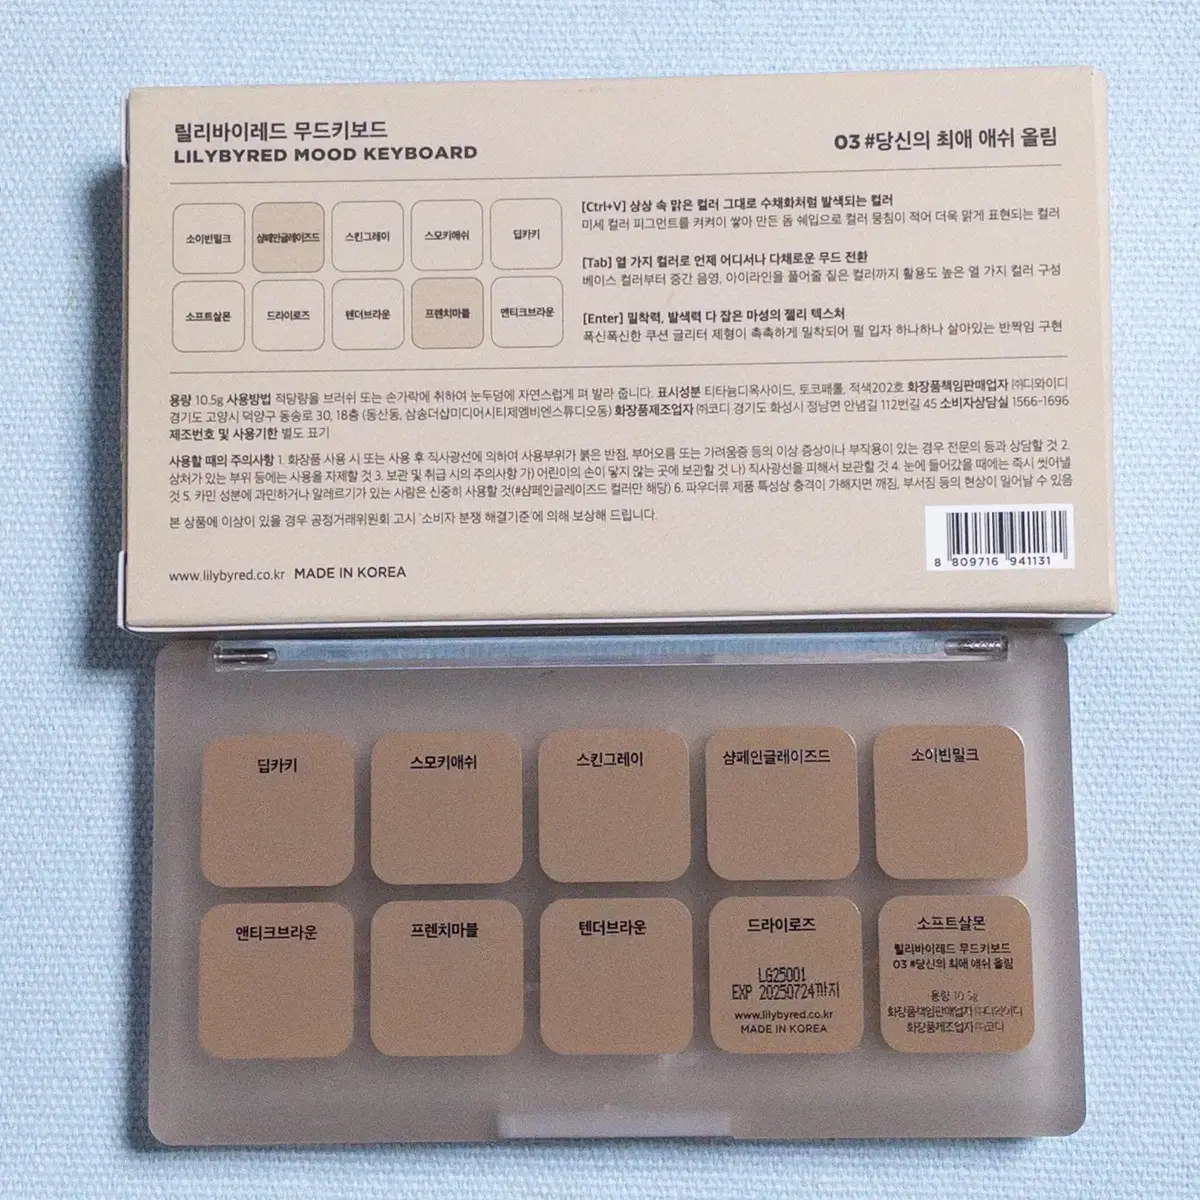 릴리바이레드 무드키보드
LILYBYRED MOOD KEYBOARD
03 #당신의 최애 애쉬 올림
소이빈밀크 샴페인글레이즈드 스킨그레이 스모키애쉬 딥카키
소프트살몬 드라이로즈 텐더브라운 프렌치마블 앤티크브라운
[Ctrl+V] 상상 속 맑은 컬러 그대로 수채화처럼 발색되는 컬러
미세 컬러 피그먼트를 켜켜이 쌓아 만든 돔 쉐입으로 컬러 뭉침이 적어 더욱 맑게 표현되는 컬러
[Tab] 열 가지 컬러로 언제 어디서나 다채로운 무드 전환
베이스 컬러부터 중간 음영, 아이라인을 풀어줄 짙은 컬러까지 활용도 높은 열 가지 컬러 구성
[Enter] 밀착력, 발색력 다 잡은 마성의 젤리 텍스처
폭신폭신한 쿠션 글리터 제형이 촉촉하게 밀착되어 펄 입자 하나하나 살아있는 반짝임 구현
용량 10.5g 사용방법 적당량을 브러쉬 또는 손가락에 취하여 눈두덩에 자연스럽게 펴 발라 줍니다. 표시성분 티타늄디옥사이드, 토코페롤, 적색202호 화장품책임판매업자 ㈜디와이디
경기도 고양시 덕양구 동송로 30, 18층 (동산동, 삼송더샵미디어시티제엠비엔스튜디오동) 화장품제조업자 ㈜코디 경기도 화성시 정남면 안녕길 112번길 45 소비자상담실 1566-1696
제조번호 및 사용기한 별도 표기
사용할 때의 주의사항 1. 화장품 사용 시 또는 사용 후 직사광선에 의하여 사용부위가 붉은 반점, 부어오름 또는 가려움증 등의 이상 증상이나 부작용이 있는 경우 전문의 등과 상담할 것 2.
상처가 있는 부위 등에는 사용을 자제할 것 3. 보관 및 취급 시의 주의사항 가) 어린이의 손이 닿지 않는 곳에 보관할 것 나) 직사광선을 피해서 보관할 것 4. 눈에 들어갔을 때에는 즉시 씻어낼
것 5. 카민 성분에 과민하거나 알레르기가 있는 사람은 신중히 사용할 것(#샴페인글레이즈드 컬러만 해당) 6. 파우더류 제품 특성상 충격이 가해지면 깨짐, 부서짐 등의 현상이 일어날 수 있음
본 상품에 이상이 있을 경우 공정거래위원회 고시 '소비자 분쟁 해결기준'에 의해 보상해 드립니다.
www.lilybyred.co.kr MADE IN KOREA
8 809716 941131
딥카키 스모키애쉬 스킨그레이 샴페인글레이즈드 소이빈밀크
앤티크브라운 프렌치마블 텐더브라운 드라이로즈 소프트살몬
LG25001
EXP 20250724까지
www.lilybyred.co.kr
MADE IN KOREA
릴리바이레드 무드키보드
03 #당신의 최애 애쉬 올림
용량 10.5g
화장품책임판매업자 ㈜디와이디
화장품제조업자 ㈜코디